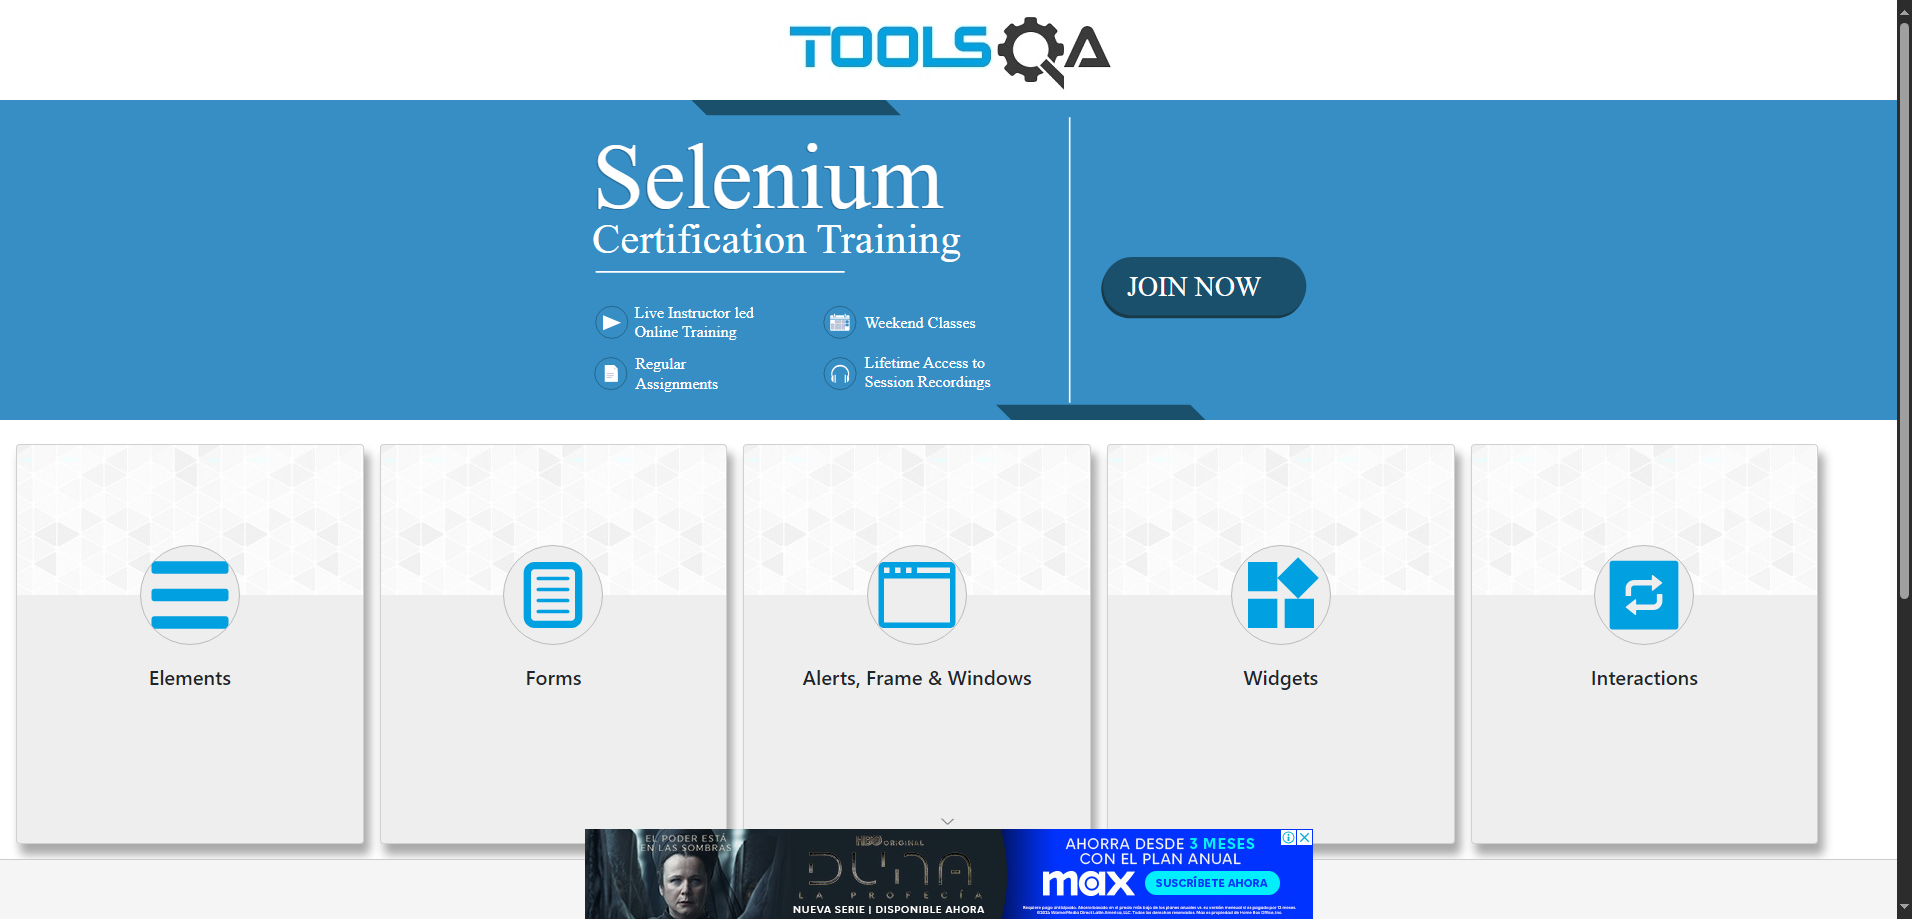 TOOLSQA
Selenium
Certification Training
Live Instructor led
Online Training
Weekend Classes
Regular
Assignments
Lifetime Access to
Session Recordings
JOIN NOW
Elements
Forms
Alerts, Frame & Windows
Widgets
Interactions
EL PODER ESTÁ
EN LAS SOMBRAS
HBO ORIGINAL
DUNA
LA PROFECÍA
NUEVA SERIE | DISPONIBLE AHORA
AHORRA DESDE 3 MESES
CON EL PLAN ANUAL
max
SUSCRÍBETE AHORA